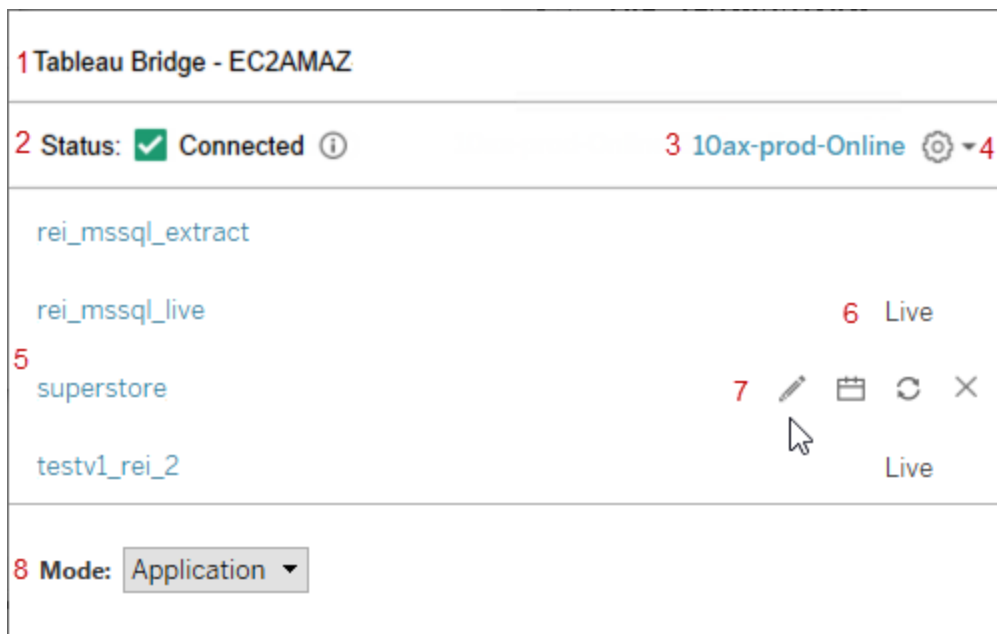 1 Tableau Bridge - EC2AMAZ
2 Status: Connected 3 10ax-prod-Online 4
rei_mssql_extract
rei_mssql_live 6 Live
5
superstore 7
testv1_rei_2 Live
8 Mode: Application